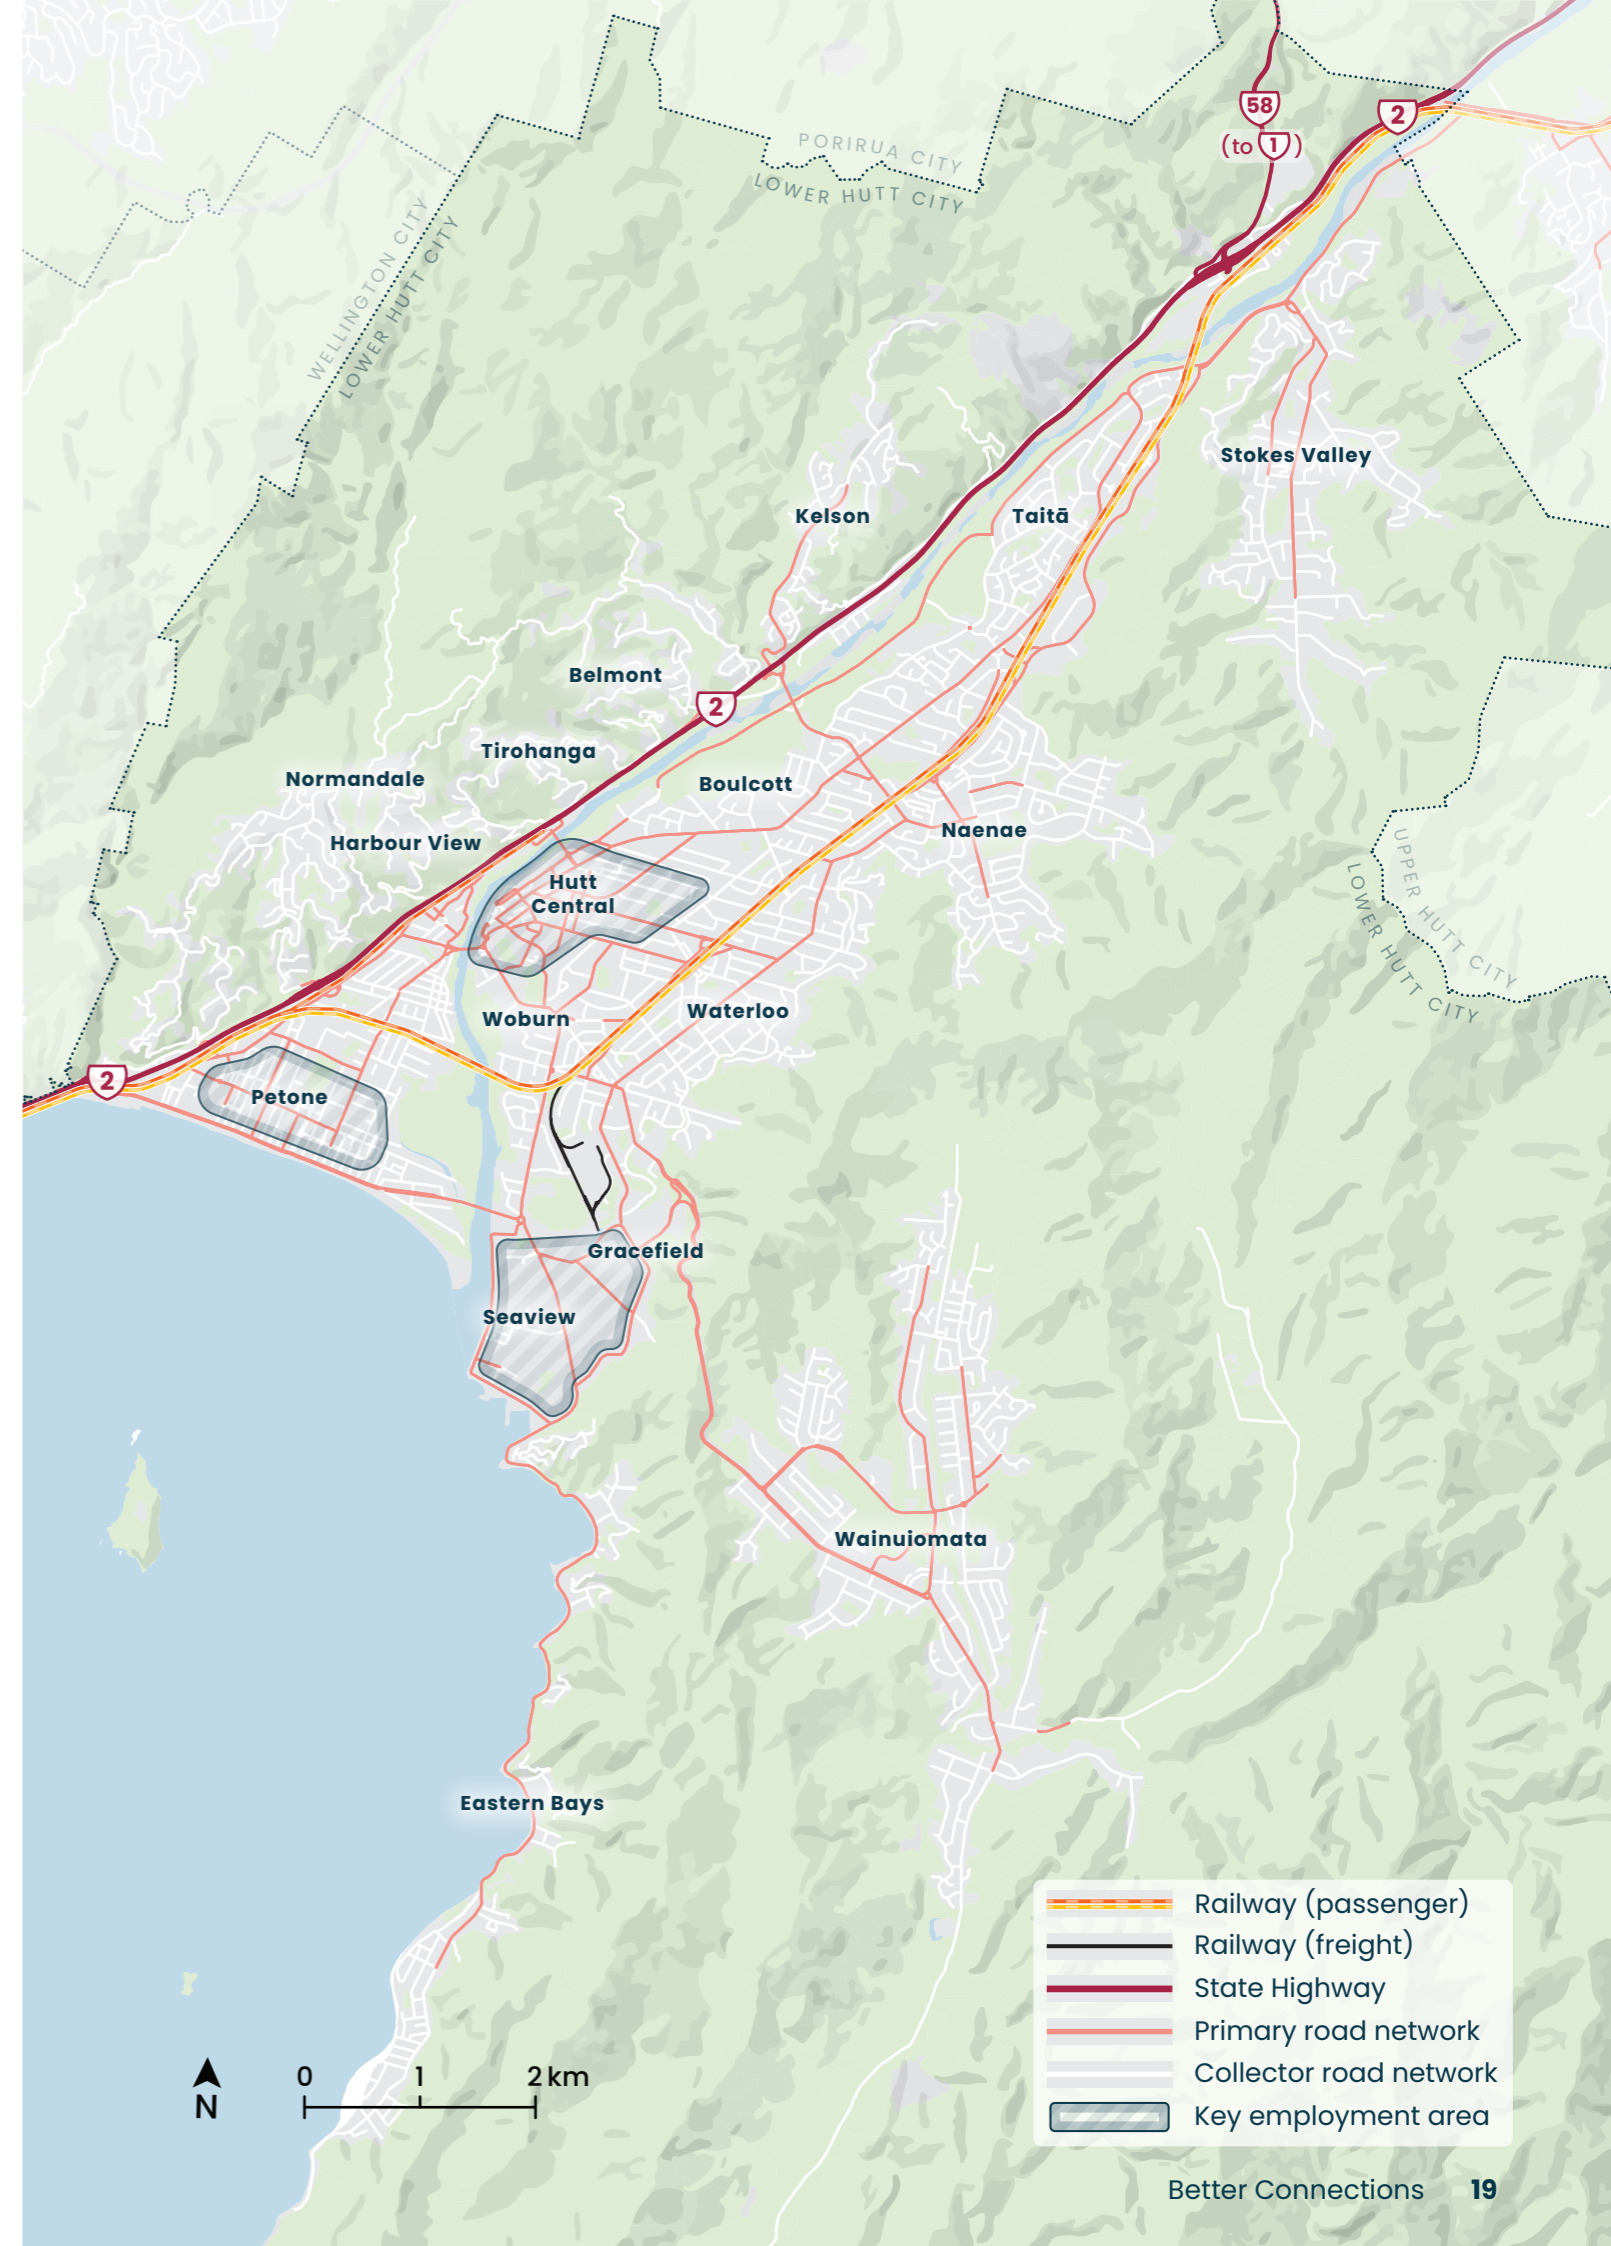 58
2
(to 1)
PORIRUA CITY
LOWER HUTT CITY
WELLINGTON CITY
LOWER HUTT CITY
Stokes Valley
Kelson
Taitā
Belmont
2
Tirohanga
Normandale
Boulcott
Naenae
Harbour View
Hutt
Central
UPPER HUTT CITY
LOWER HUTT CITY
Woburn
Waterloo
2
Petone
Gracefield
Seaview
Wainuiomata
Eastern Bays
Railway (passenger)
Railway (freight)
State Highway
Primary road network
Collector road network
Key employment area
N
0 1 2 km
Better Connections 19